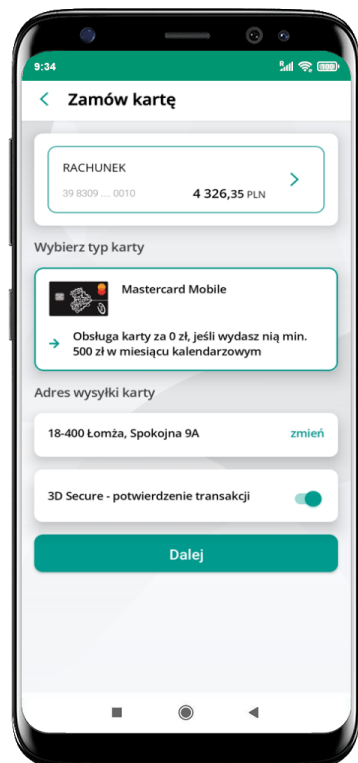 9:34
R
100
Zamów kartę
RACHUNEK
39 8309 ... 0010
4 326,35 PLN
Wybierz typ karty
Mastercard Mobile
Obsługa karty za 0 zł, jeśli wydasz nią min.
500 zł w miesiącu kalendarzowym
Adres wysyłki karty
18-400 Łomża, Spokojna 9A
zmień
3D Secure - potwierdzenie transakcji
Dalej